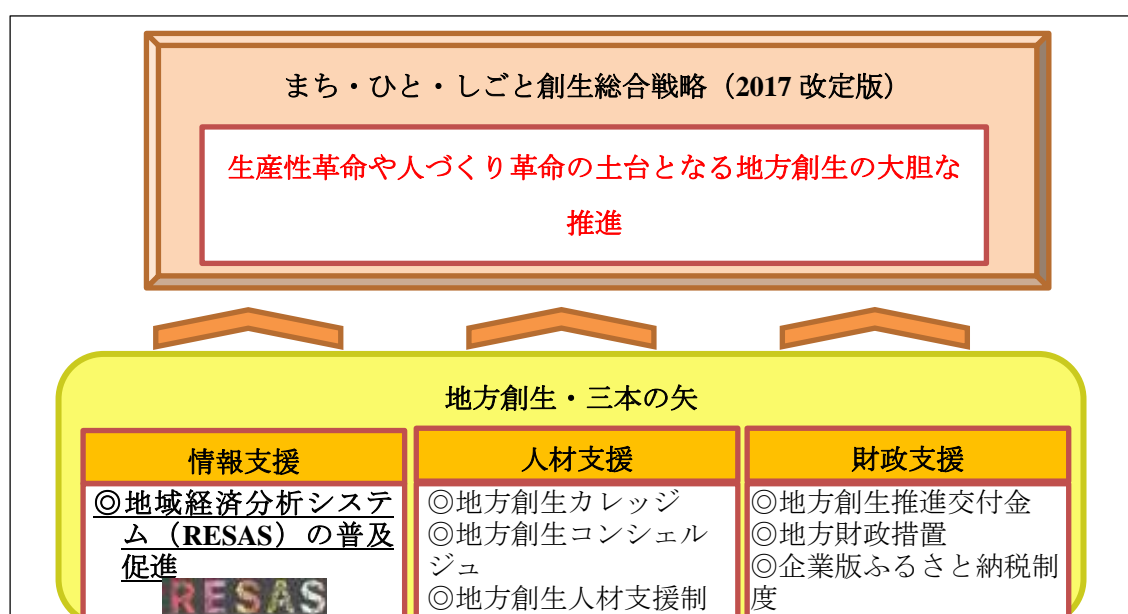 まち・ひと・しごと創生総合戦略（2017 改定版）
生産性革命や人づくり革命の土台となる地方創生の大胆な
推進
地方創生・三本の矢
情報支援
◎地域経済分析システ
ム（RESAS）の普及
促進
RESAS
人材支援
◎地方創生カレッジ
◎地方創生コンシェル
ジュ
◎地方創生人材支援制
財政支援
◎地方創生推進交付金
◎地方財政措置
◎企業版ふるさと納税制
度